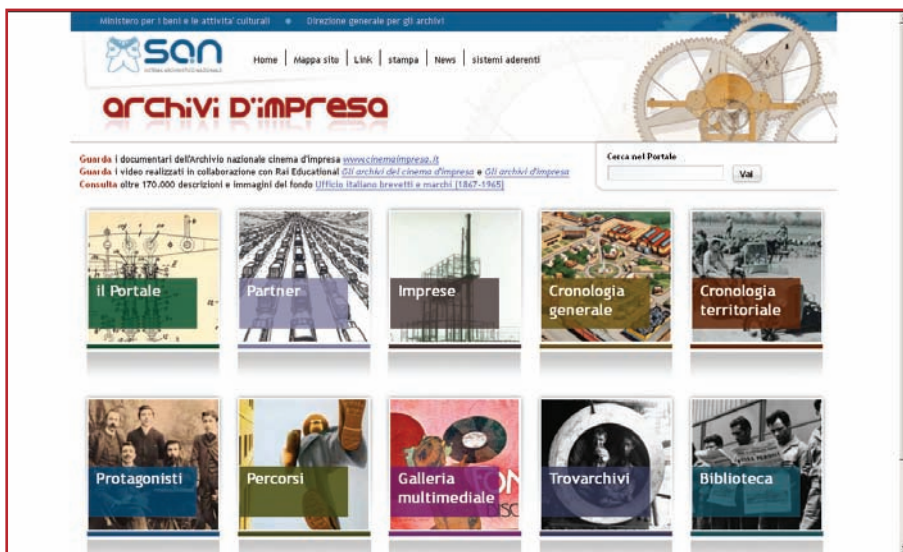 Ministero per i beni e le attivita' culturali • Direzione generale per gli archivi
san
SISTEMA ARCHIVISTICO NAZIONALE
Home | Mappa sito | Link | stampa | News | sistemi aderenti
ARCHIVI D'IMPRESA
Guarda i documentari dell'Archivio nazionale cinema d'impresa www.cinemaimpresa.it
Guarda i video realizzati in collaborazione con Rai Educational Gli archivi del cinema d'impresa e Gli archivi d'impresa
Consulta oltre 170.000 descrizioni e immagini del fondo Ufficio italiano brevetti e marchi (1867-1965)
Cerca nel Portale
Vai
il Portale
Partner
Imprese
Cronologia generale
Cronologia territoriale
Protagonisti
Percorsi
Galleria multimediale
Trovarchivi
Biblioteca